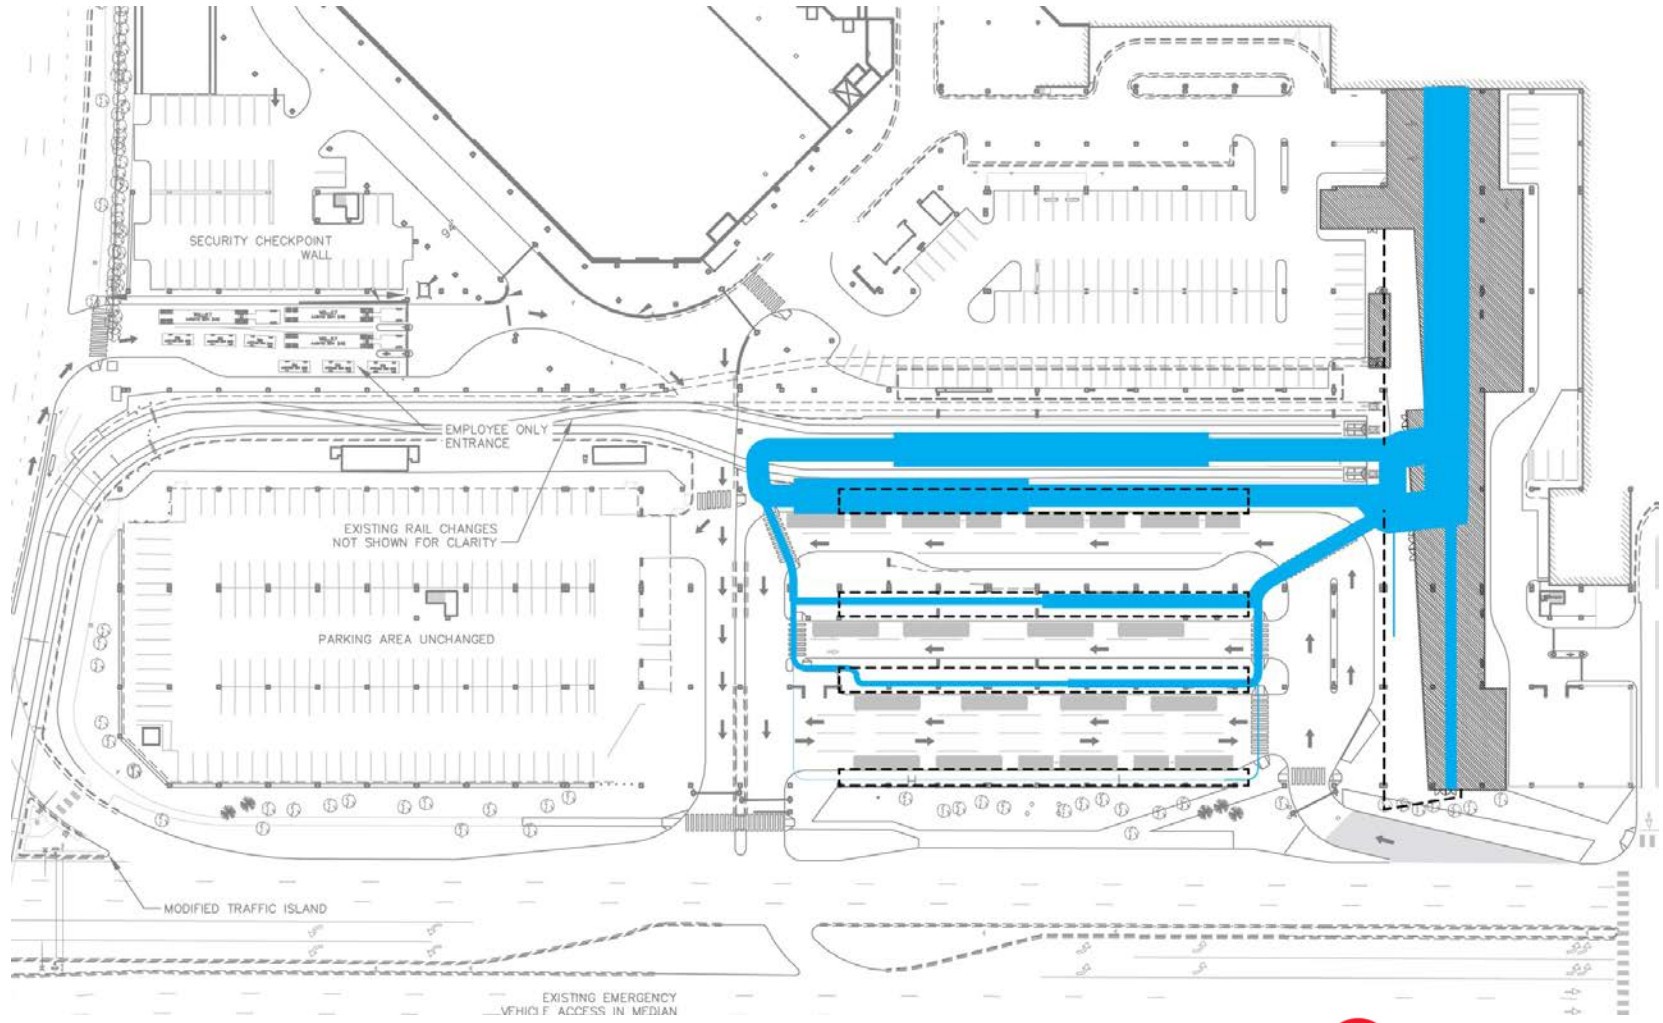 SECURITY CHECKPOINT
WALL
EMPLOYEE ONLY
ENTRANCE
EXISTING RAIL CHANGES
NOT SHOWN FOR CLARITY
PARKING AREA UNCHANGED
MODIFIED TRAFFIC ISLAND
EXISTING EMERGENCY
VEHICLE ACCESS IN MEDIAN